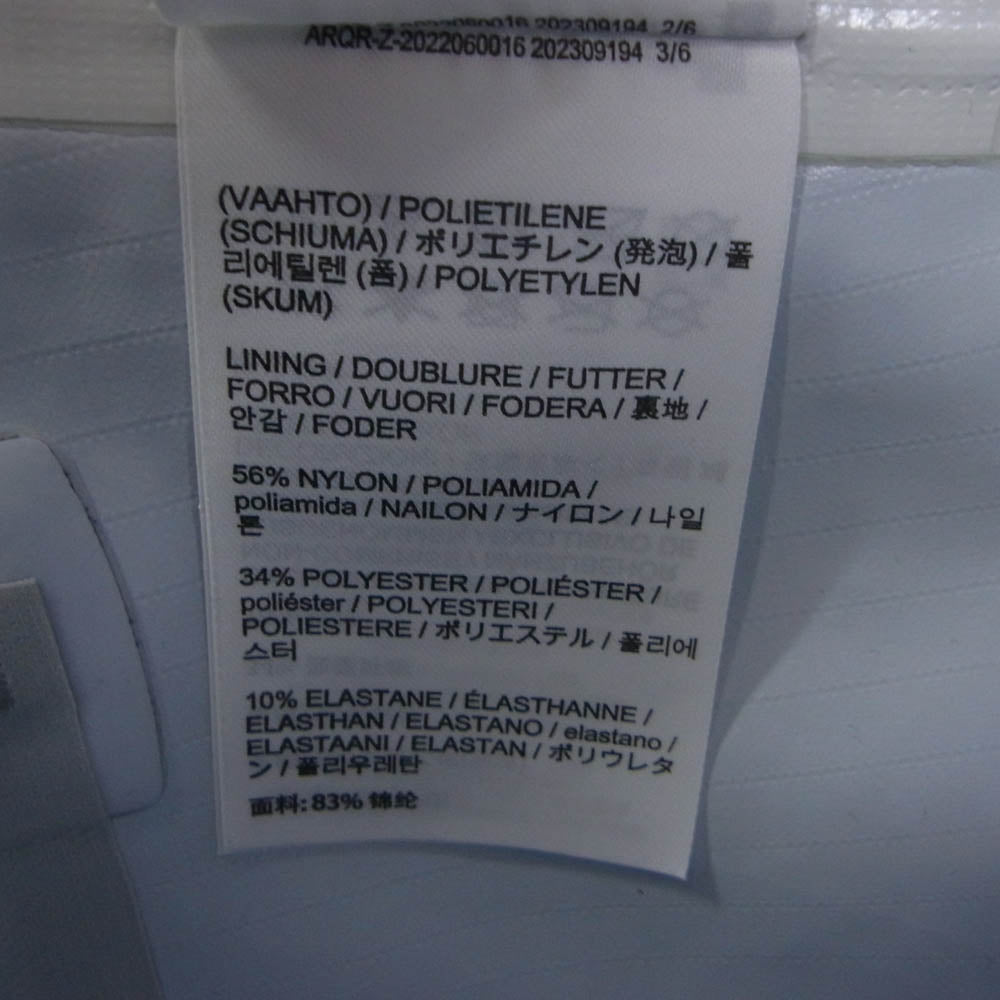 2022060016 202309194 2/6
ARQR-Z-2022060016 202309194 3/6
(VAAHTO) / POLIETILENE
(SCHIUMA) / ポリエチレン (発泡) / 폴
리에틸렌 (폼) / POLYETYLEN
(SKUM)
LINING / DOUBLURE / FUTTER /
FORRO / VUORI / FODERA / 裏地 /
안감 / FODER
56% NYLON / POLIAMIDA /
poliamida / NAILON / ナイロン / 나일
론
34% POLYESTER / POLIÉSTER /
poliéster / POLYESTERI /
POLIESTERE / ポリエステル / 폴리에
스터
10% ELASTANE / ÉLASTHANNE /
ELASTHAN / ELASTANO / elastano /
ELASTAANI / ELASTAN / ポリウレタ
ン / 폴리우레탄
面料: 83% 锦纶